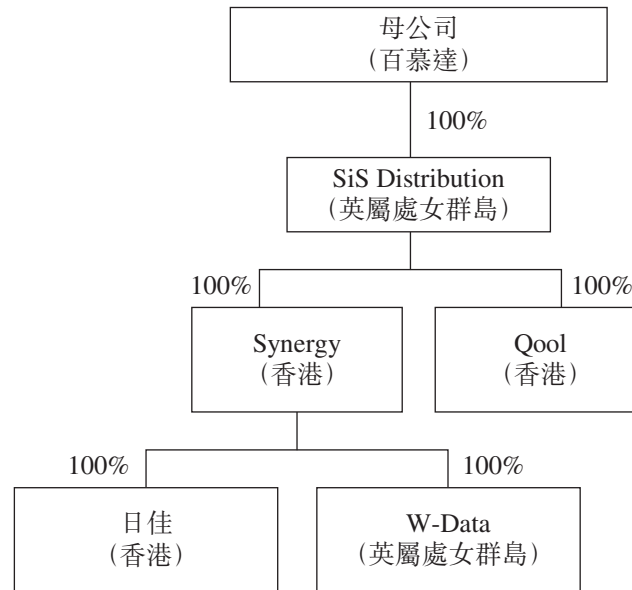 母公司
(百慕達)
100%
SiS Distribution
(英屬處女群島)
100%
100%
Synergy
(香港)
Qool
(香港)
100%
100%
日佳
(香港)
W-Data
(英屬處女群島)